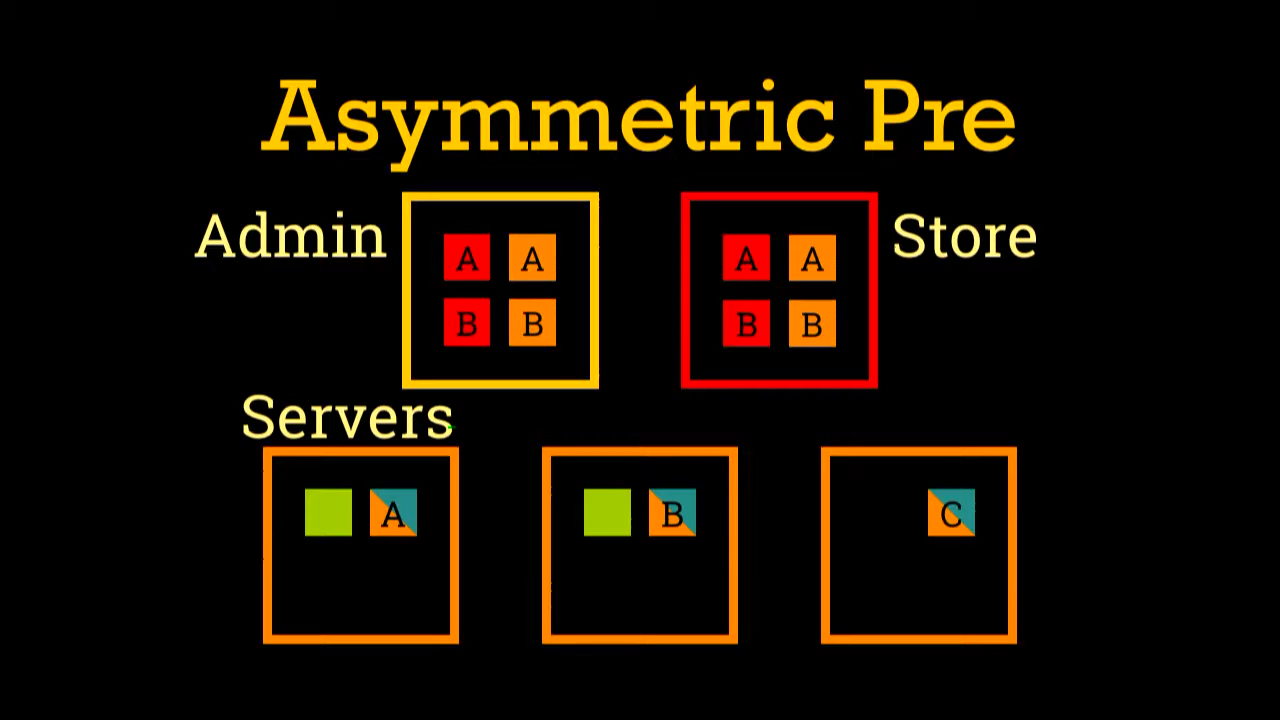 Asymmetric Pre
Admin
A A
B B
Store
A A
B B
Servers
A
B
C